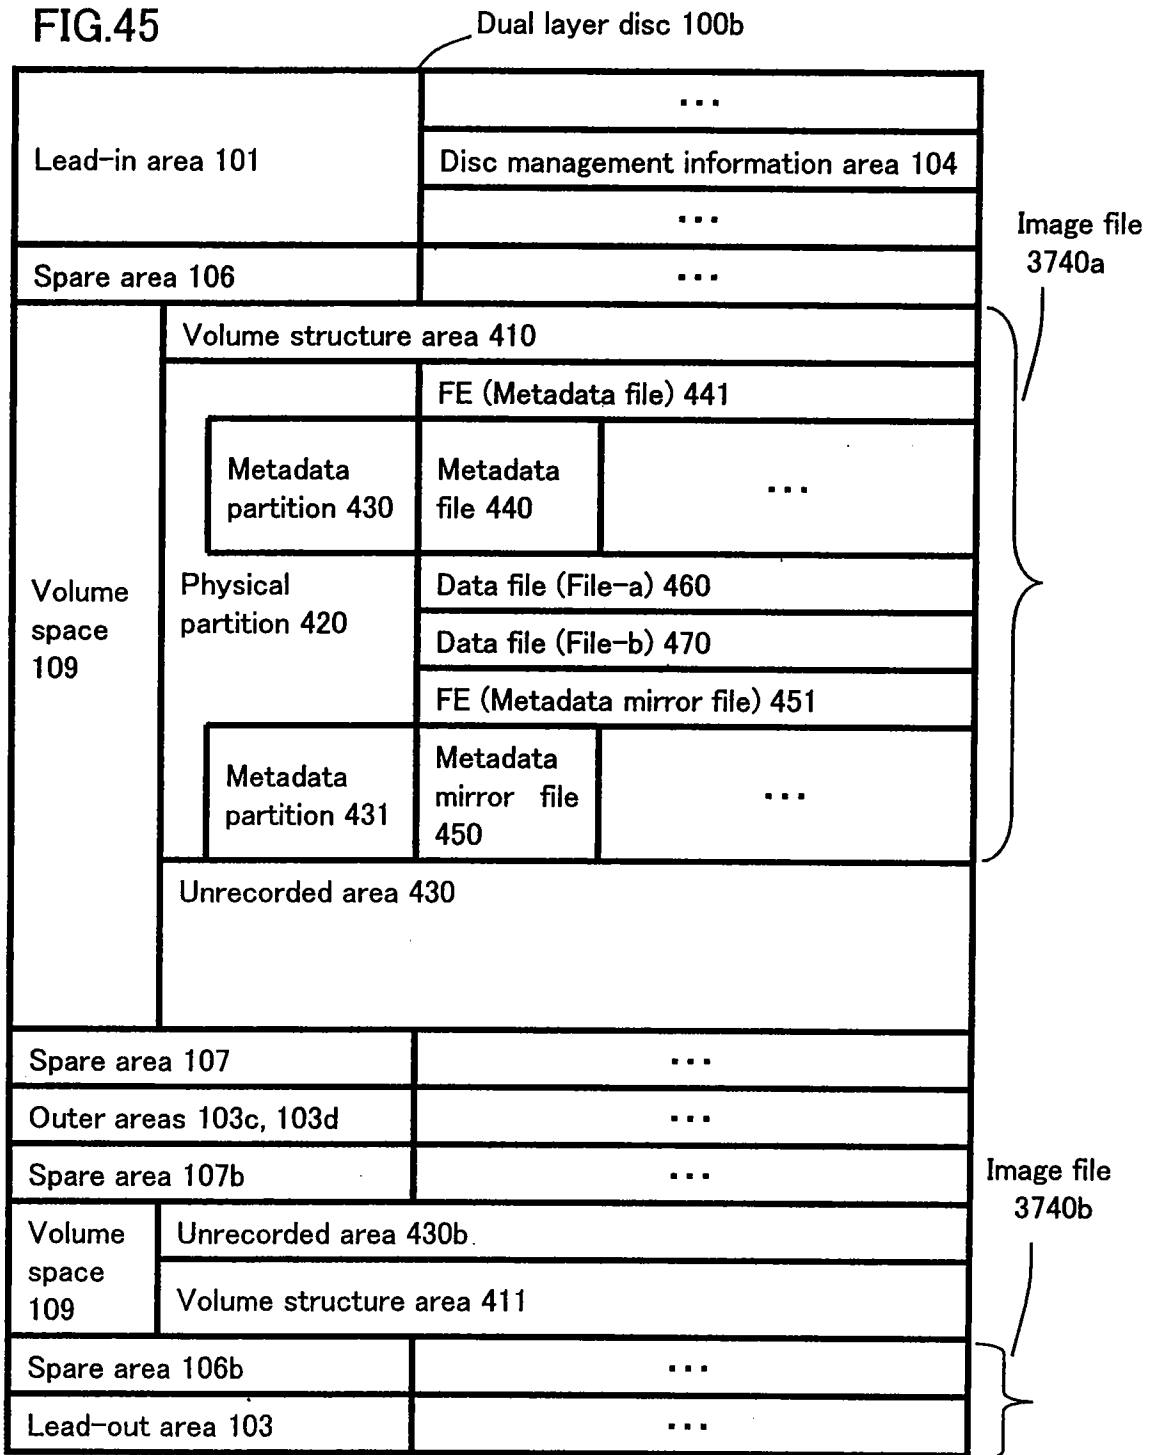 FIG.45
Dual layer disc 100b
...
Lead-in area 101
Disc management information area 104
...
Image file
3740a
Spare area 106
...
Volume structure area 410
FE (Metadata file) 441
Metadata
partition 430
Metadata
file 440
...
Volume
space
109
Physical
partition 420
Data file (File-a) 460
Data file (File-b) 470
FE (Metadata mirror file) 451
Metadata
partition 431
Metadata
mirror file
450
...
Unrecorded area 430
Spare area 107
...
Outer areas 103c, 103d
...
Spare area 107b
...
Image file
3740b
Volume
space
109
Unrecorded area 430b.
Volume structure area 411
Spare area 106b
...
Lead-out area 103
...